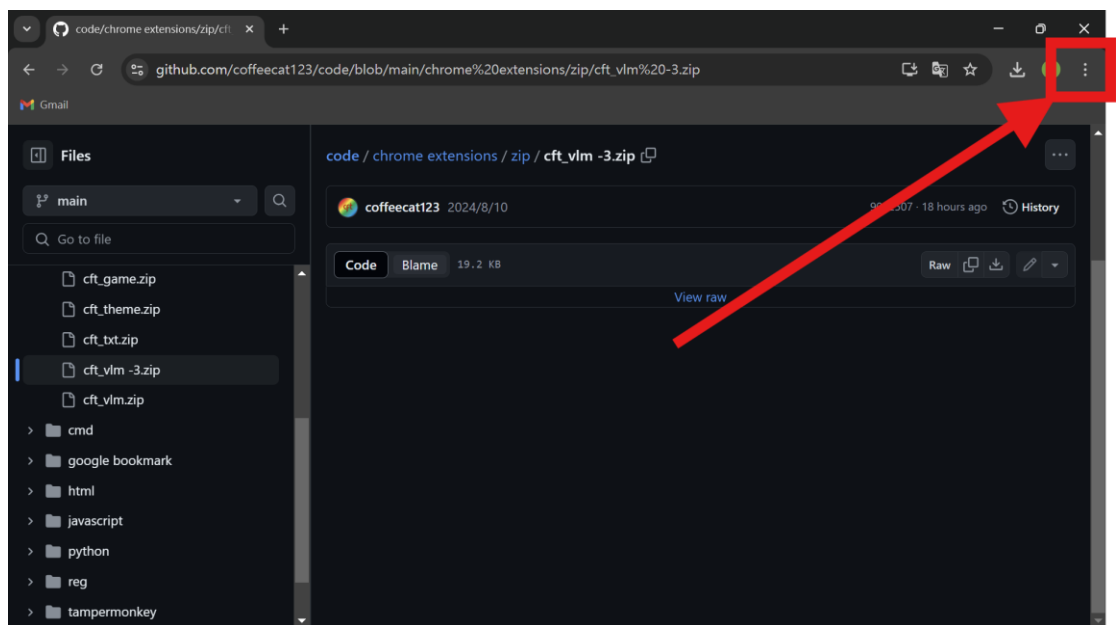 code/chrome extensions/zip/cft
github.com/coffeecat123/code/blob/main/chrome%20extensions/zip/cft_vlm%20-3.zip
Gmail
Files
main
Go to file
cft_game.zip
cft_theme.zip
cft_txt.zip
cft_vlm -3.zip
cft_vlm.zip
cmd
google bookmark
html
javascript
python
reg
tampermonkey
code / chrome extensions / zip / cft_vlm -3.zip
coffeecat123 2024/8/10
18 hours ago
History
Code Blame 19.2 KB
Raw
View raw